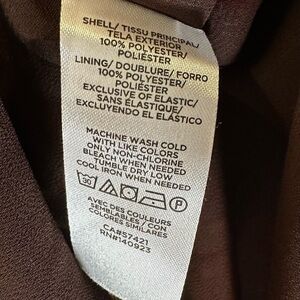 SHELL/ TISSU PRINCIPAL/
TELA EXTERIOR
100% POLYESTER/
POLIÉSTER
LINING/ DOUBLURE/ FORRO
100% POLYESTER/
POLIÉSTER
EXCLUSIVE OF ELASTIC/
SANS ÉLASTIQUE/
EXCLUYENDO EL ELÁSTICO
MACHINE WASH COLD
WITH LIKE COLORS
ONLY NON-CHLORINE
BLEACH WHEN NEEDED
TUMBLE DRY LOW
COOL IRON WHEN NEEDED
30 P
AVEC DES COULEURS
SEMBLABLES CON
COLORES SIMILARES
CA#57421
RN#140923